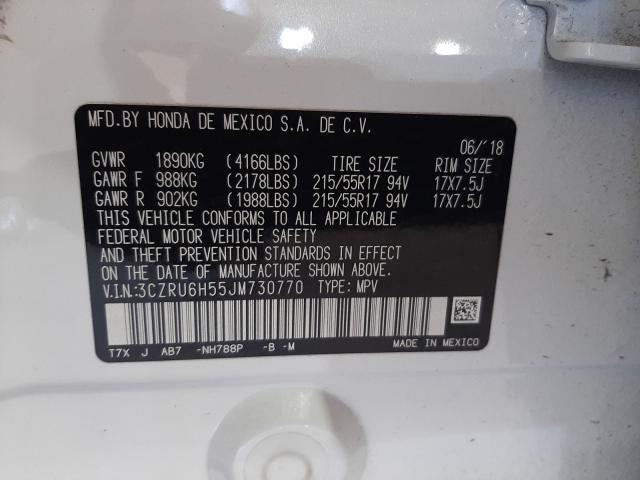 MFD.BY HONDA DE MEXICO S.A. DE C.V.
06/'18
GVWR 1890KG (4166LBS) TIRE SIZE RIM SIZE
GAWR F 988KG (2178LBS) 215/55R17 94V 17X7.5J
GAWR R 902KG (1988LBS) 215/55R17 94V 17X7.5J
THIS VEHICLE CONFORMS TO ALL APPLICABLE
FEDERAL MOTOR VEHICLE SAFETY
AND THEFT PREVENTION STANDARDS IN EFFECT
ON THE DATE OF MANUFACTURE SHOWN ABOVE.
V.I.N.:3CZRU6H55JM730770 TYPE: MPV
T7X J AB7 -NH788P -B -M MADE IN MEXICO